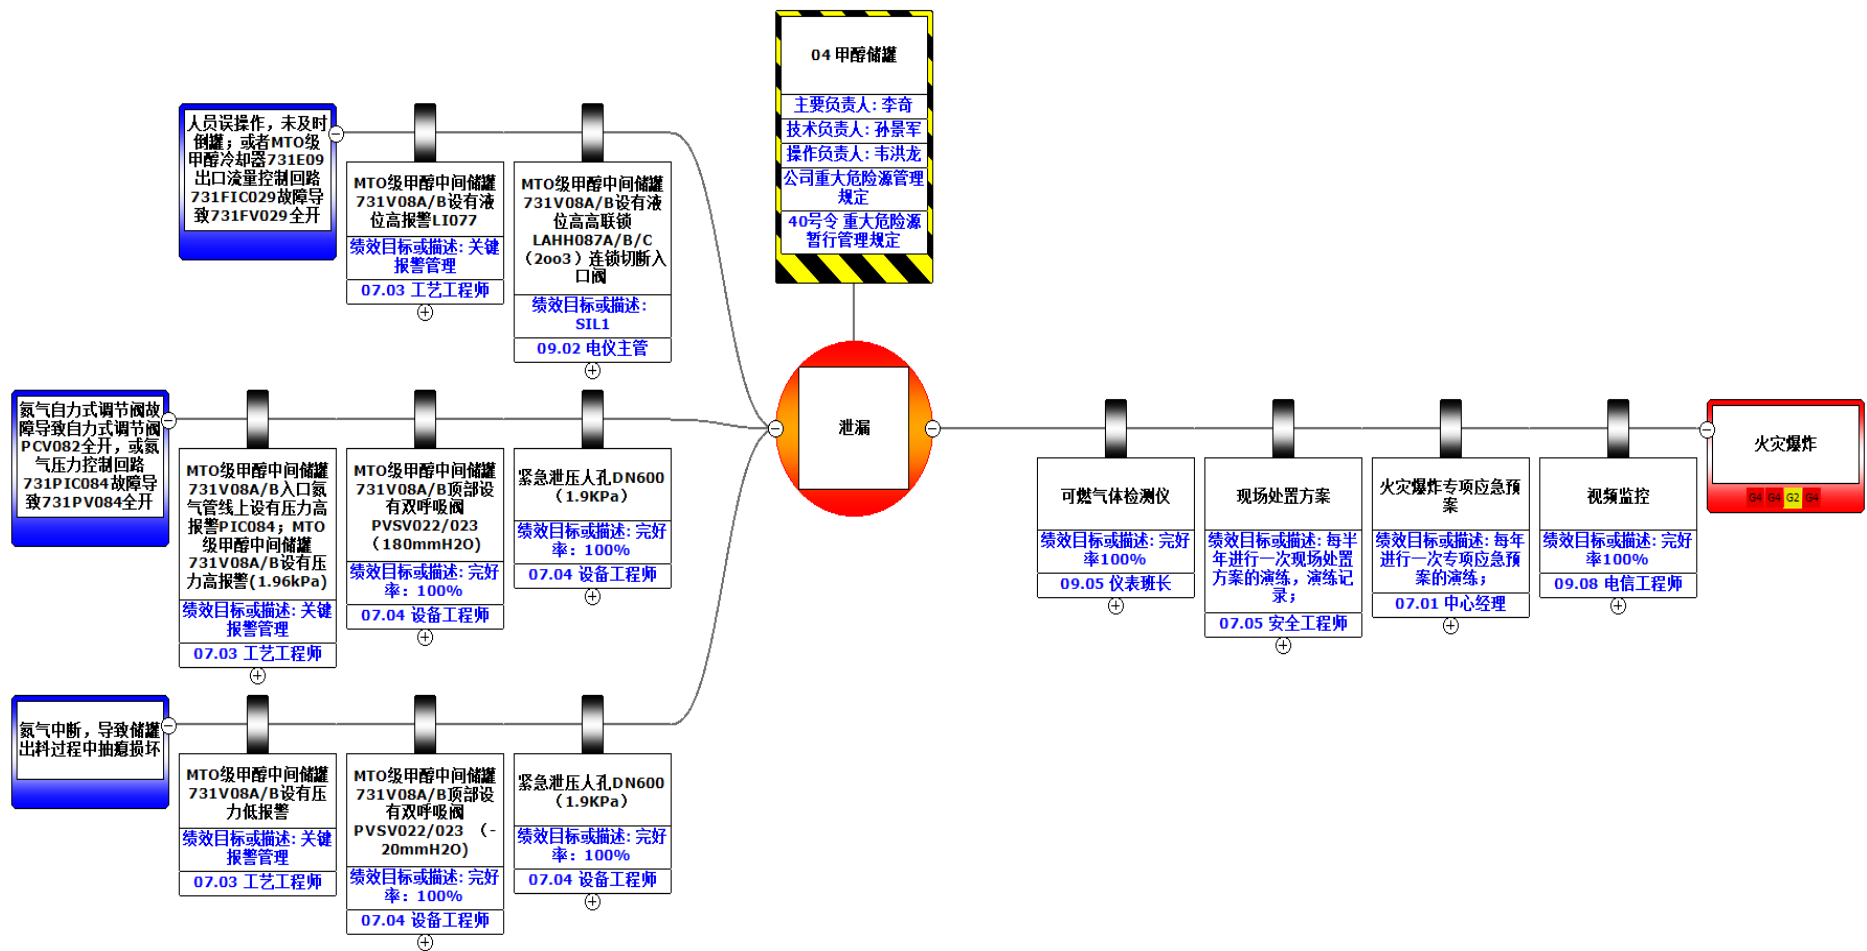 04 甲醇储罐
主要负责人: 李奇
技术负责人: 孙景军
操作负责人: 韦洪龙
公司重大危险源管理
规定
40号令 重大危险源
暂行管理规定
人员误操作，未及时
倒罐；或者MTO级
甲醇冷却器731E09
出口流量控制回路
731FIC029故障导
致731FV029全开
MTO级甲醇中间储罐
731V08A/B设有液
位高报警LI077
绩效目标或描述: 关键
报警管理
07.03 工艺工程师
MTO级甲醇中间储罐
731V08A/B设有液
位高高联锁
LAHH087A/B/C
（2oo3）连锁切断入
口阀
绩效目标或描述:
SIL1
09.02 电仪主管
氮气自力式调节阀故
障导致自力式调节阀
PCV082全开，或氮
气压力控制回路
731PIC084故障导
致731PV084全开
MTO级甲醇中间储罐
731V08A/B入口氮
气管线上设有压力高
报警PIC084；MTO
级甲醇中间储罐
731V08A/B设有压
力高报警(1.96kPa)
绩效目标或描述: 关键
报警管理
07.03 工艺工程师
MTO级甲醇中间储罐
731V08A/B顶部设
有双呼吸阀
PVSV022/023
（180mmH2O)
绩效目标或描述: 完好
率：100%
07.04 设备工程师
紧急泄压人孔DN600
（1.9KPa）
绩效目标或描述: 完好
率：100%
07.04 设备工程师
氮气中断，导致储罐
出料过程中抽瘪损坏
MTO级甲醇中间储罐
731V08A/B设有压
力低报警
绩效目标或描述: 关键
报警管理
07.03 工艺工程师
MTO级甲醇中间储罐
731V08A/B顶部设
有双呼吸阀
PVSV022/023 （-
20mmH2O)
绩效目标或描述: 完好
率：100%
07.04 设备工程师
紧急泄压人孔DN600
（1.9KPa）
绩效目标或描述: 完好
率：100%
07.04 设备工程师
泄漏
可燃气体检测仪
绩效目标或描述: 完好
率100%
09.05 仪表班长
现场处置方案
绩效目标或描述: 每半
年进行一次现场处置
方案的演练，演练记
录；
07.05 安全工程师
火灾爆炸专项应急预
案
绩效目标或描述: 每年
进行一次专项应急预
案的演练；
07.01 中心经理
视频监控
绩效目标或描述: 完好
率100%
09.08 电信工程师
火灾爆炸
G4 G4 G2 G4